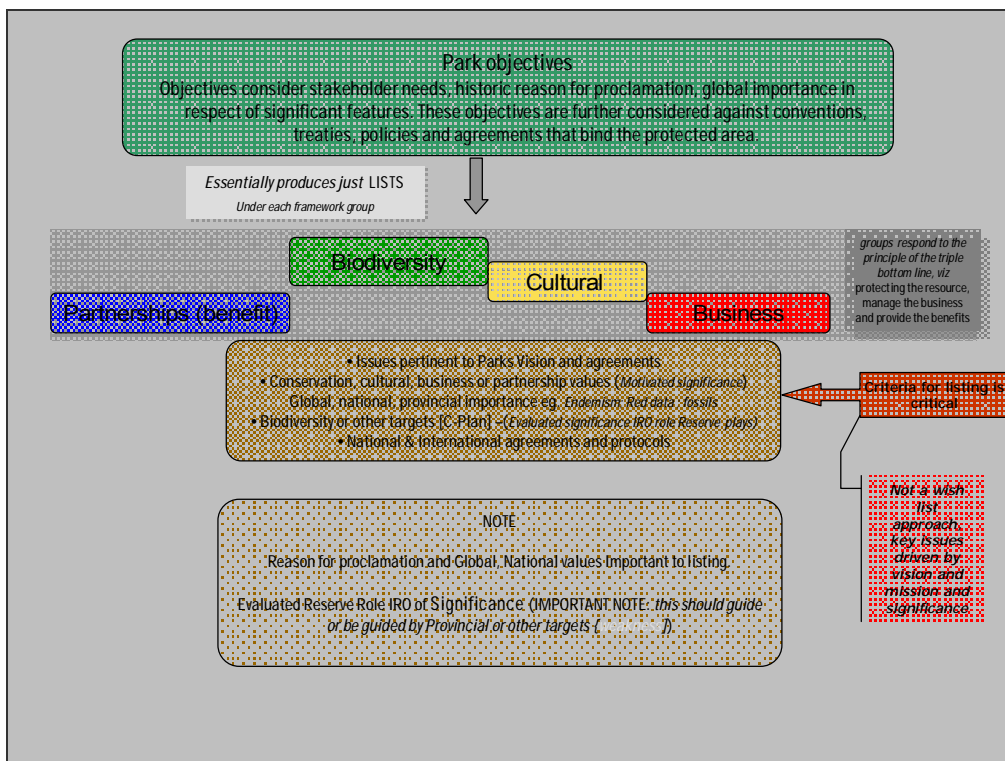 Park objectives
Objectives consider stakeholder needs, historic reason for proclamation, global importance in
respect of significant features. These objectives are further considered against conventions,
treaties, policies and agreements that bind the protected area.
Essentially produces just LISTS
Under each framework group
Biodiversity
Cultural
Partnerships (benefit)
Business
groups respond to the
principle of the triple
bottom line, viz
protecting the resource,
manage the business
and provide the benefits
• Issues pertinent to Parks Vision and agreements
• Conservation, cultural, business or partnership values (Motivated significance)
Global, national, provincial importance eg. Endemism, Red data, fossils
• Biodiversity or other targets [C-Plan] –(Evaluated significance IRO role Reserve plays)
• National & International agreements and protocols
Criteria for listing is
critical
Not a wish
list
approach,
key issues
driven by
vision and
mission and
significance
NOTE
Reason for proclamation and Global, National values Important to listing.
Evaluated Reserve Role IRO of Significance (IMPORTANT NOTE: this should guide
or be guided by Provincial or other targets ( ])